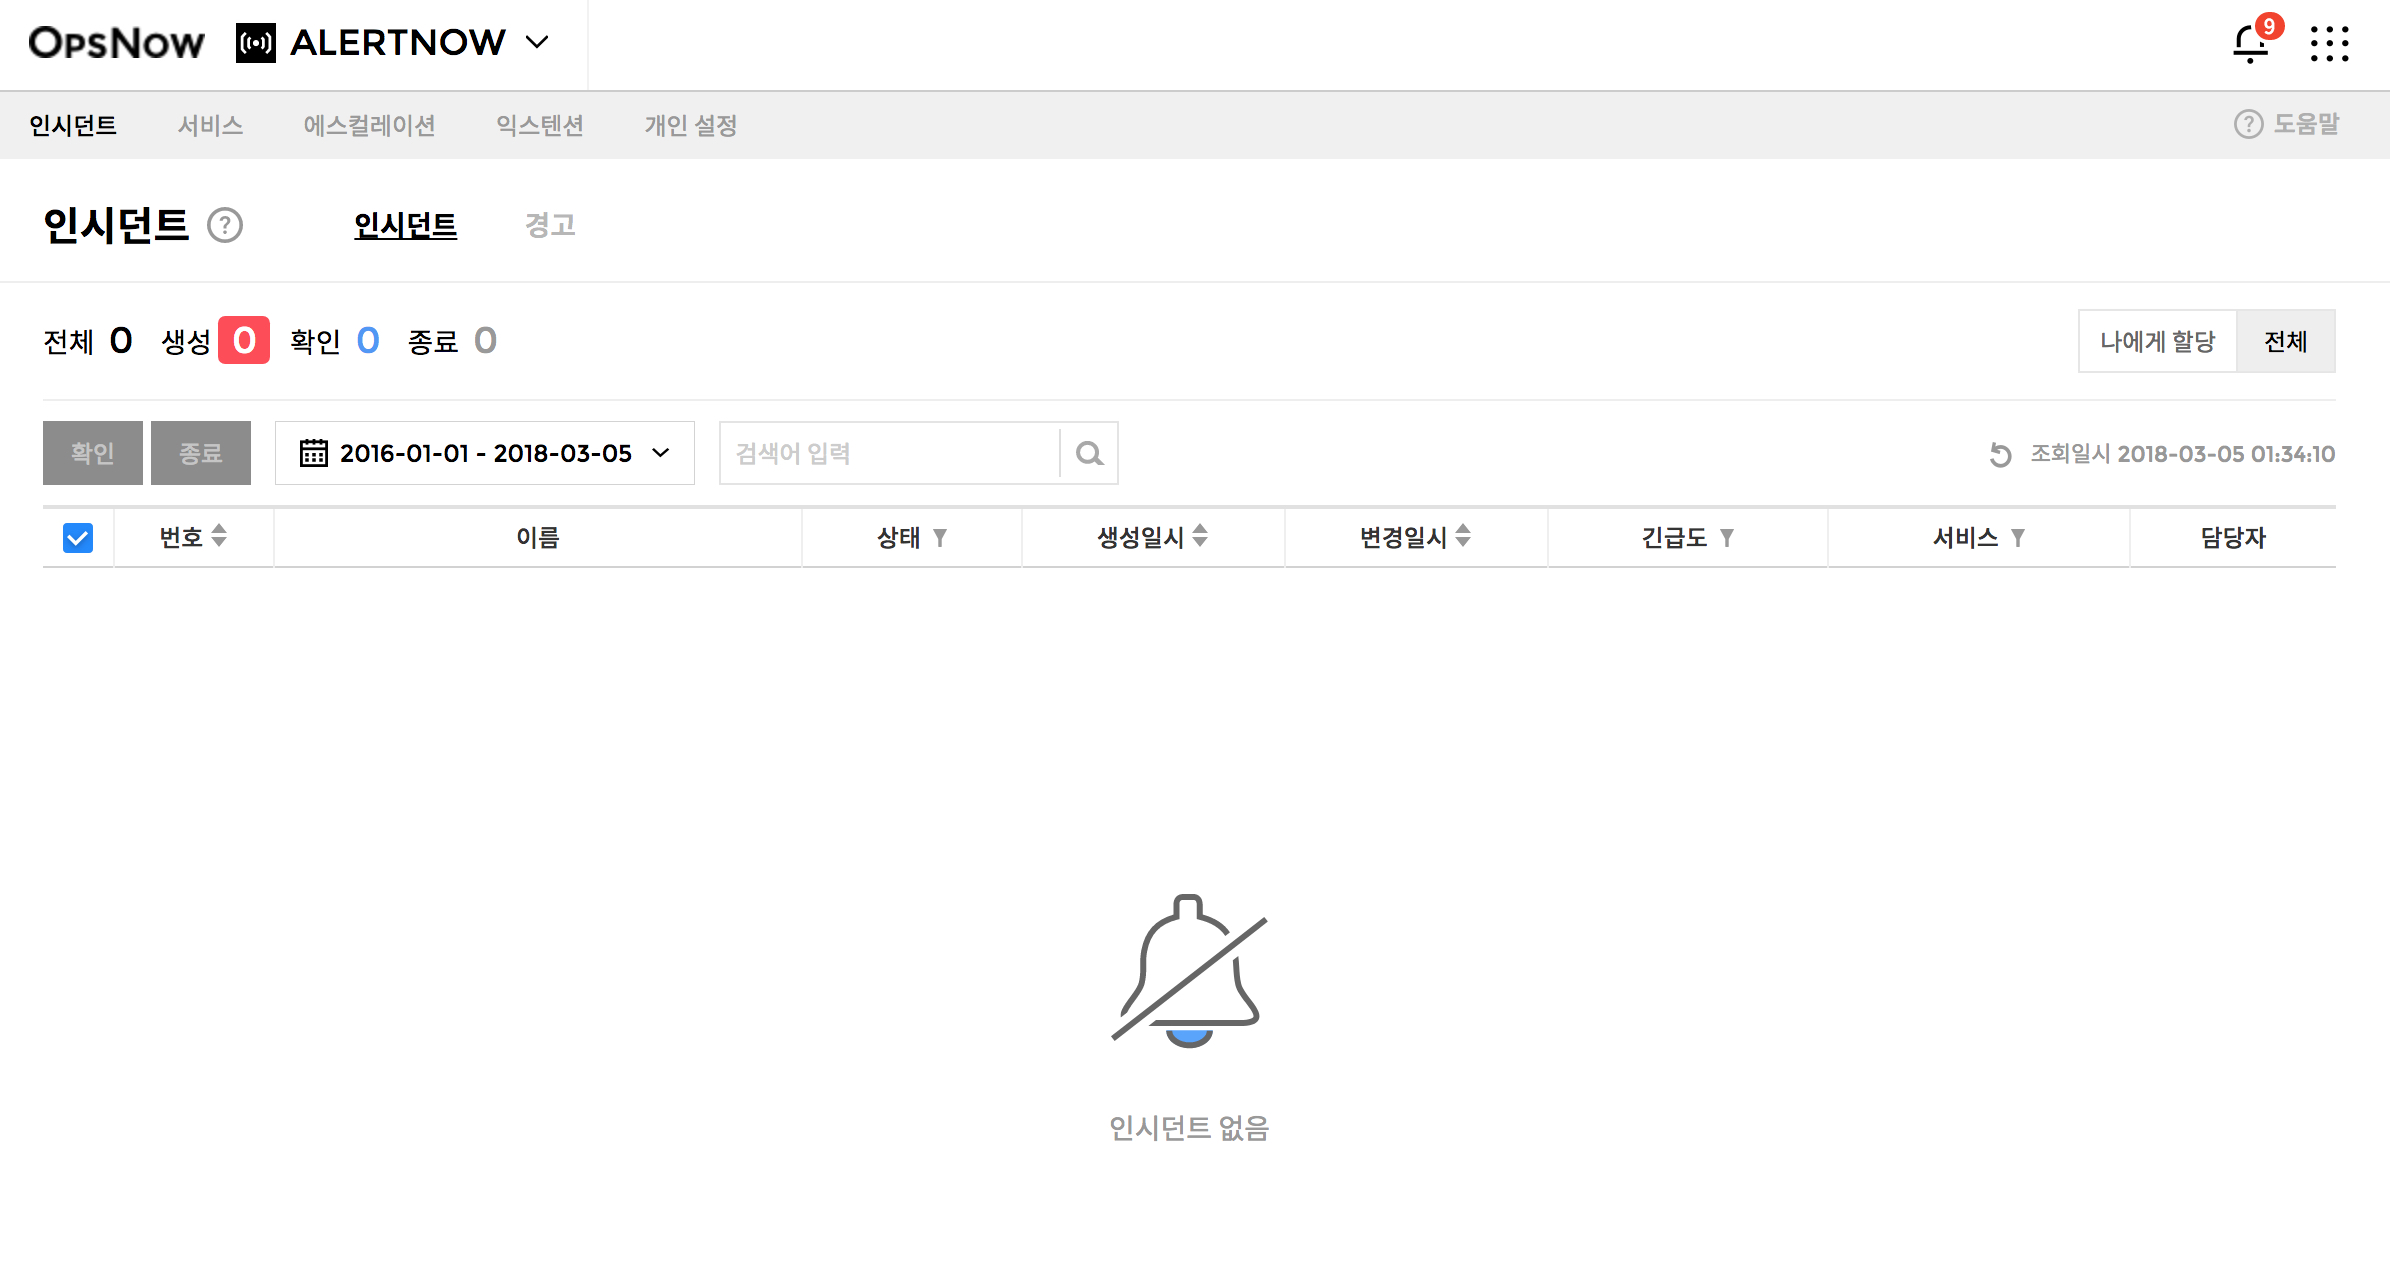 OpsNow ALERTNOW 9
인시던트 서비스 에스컬레이션 익스텐션 개인 설정 ? 도움말
인시던트 ? 인시던트 경고
전체 0 생성 0 확인 0 종료 0 나에게 할당 전체
확인 종료 2016-01-01 - 2018-03-05 검색어 입력 조회일시 2018-03-05 01:34:10
번호 이름 상태 생성일시 변경일시 긴급도 서비스 담당자
인시던트 없음